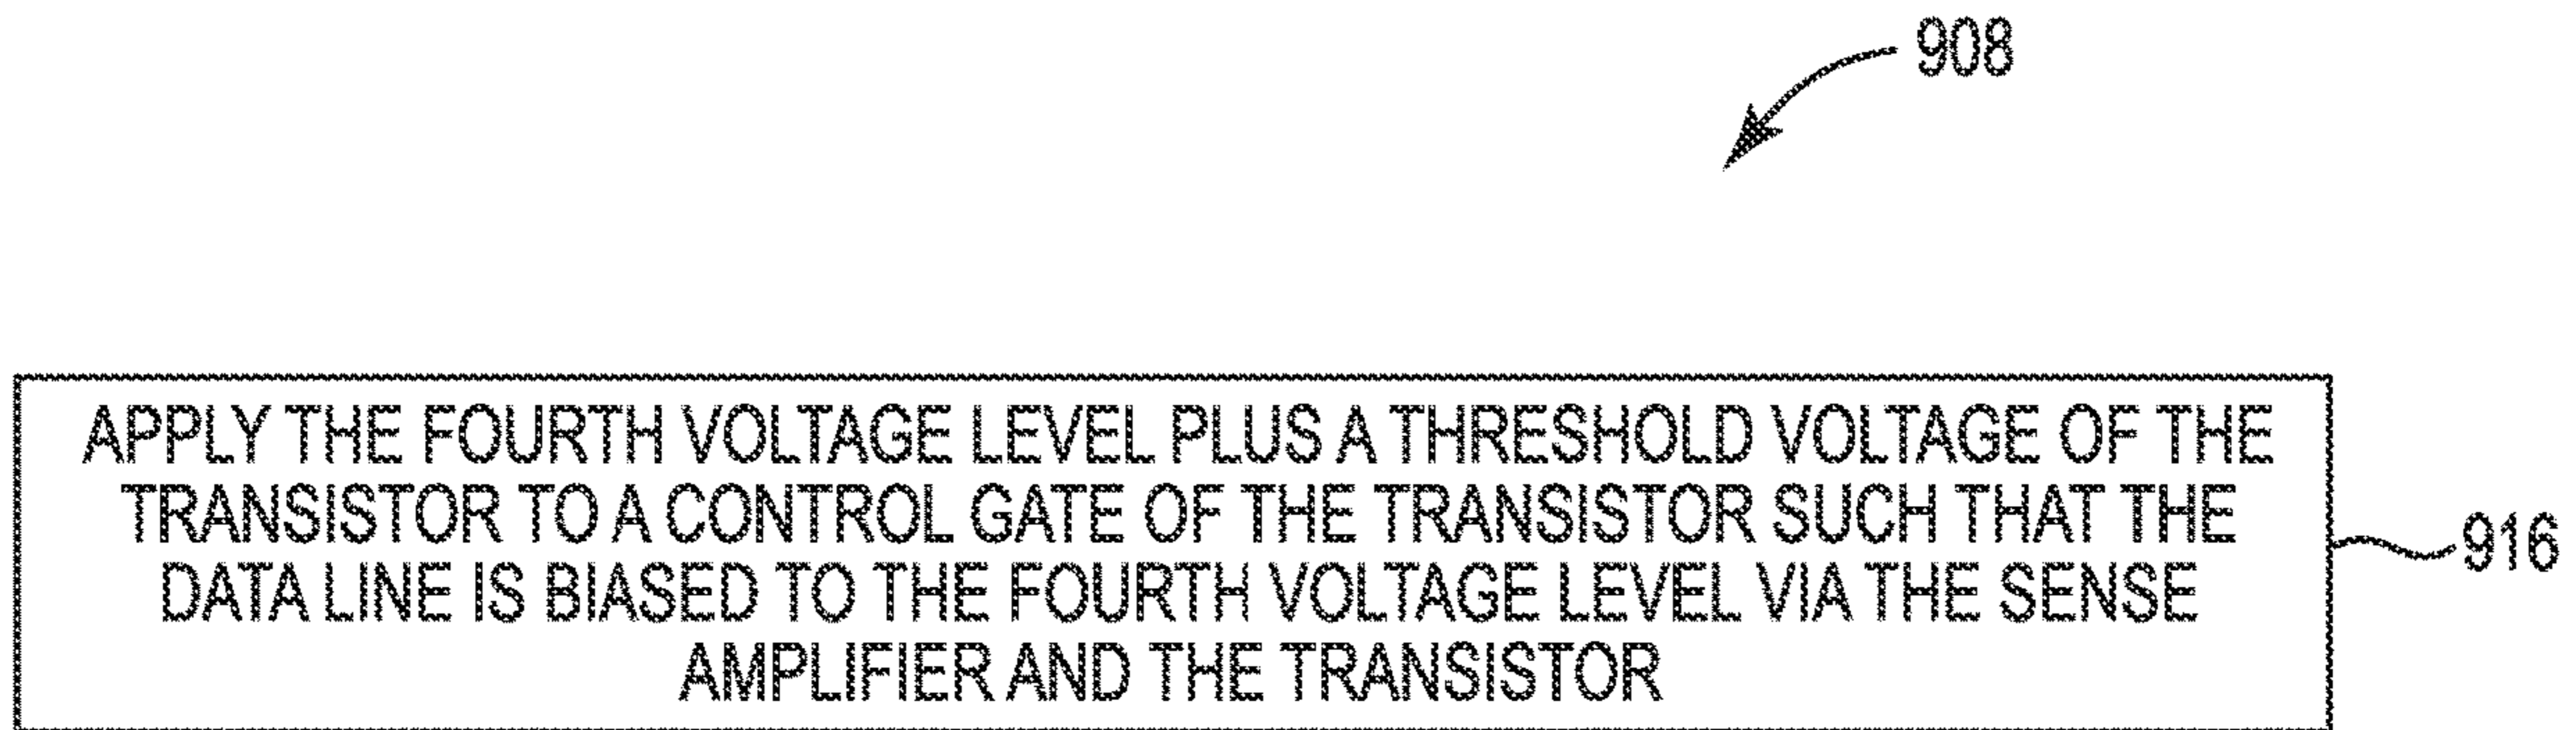 908
APPLY THE FOURTH VOLTAGE LEVEL PLUS A THRESHOLD VOLTAGE OF THE
TRANSISTOR TO A CONTROL GATE OF THE TRANSISTOR SUCH THAT THE
DATA LINE IS BIASED TO THE FOURTH VOLTAGE LEVEL VIA THE SENSE
AMPLIFIER AND THE TRANSISTOR
916